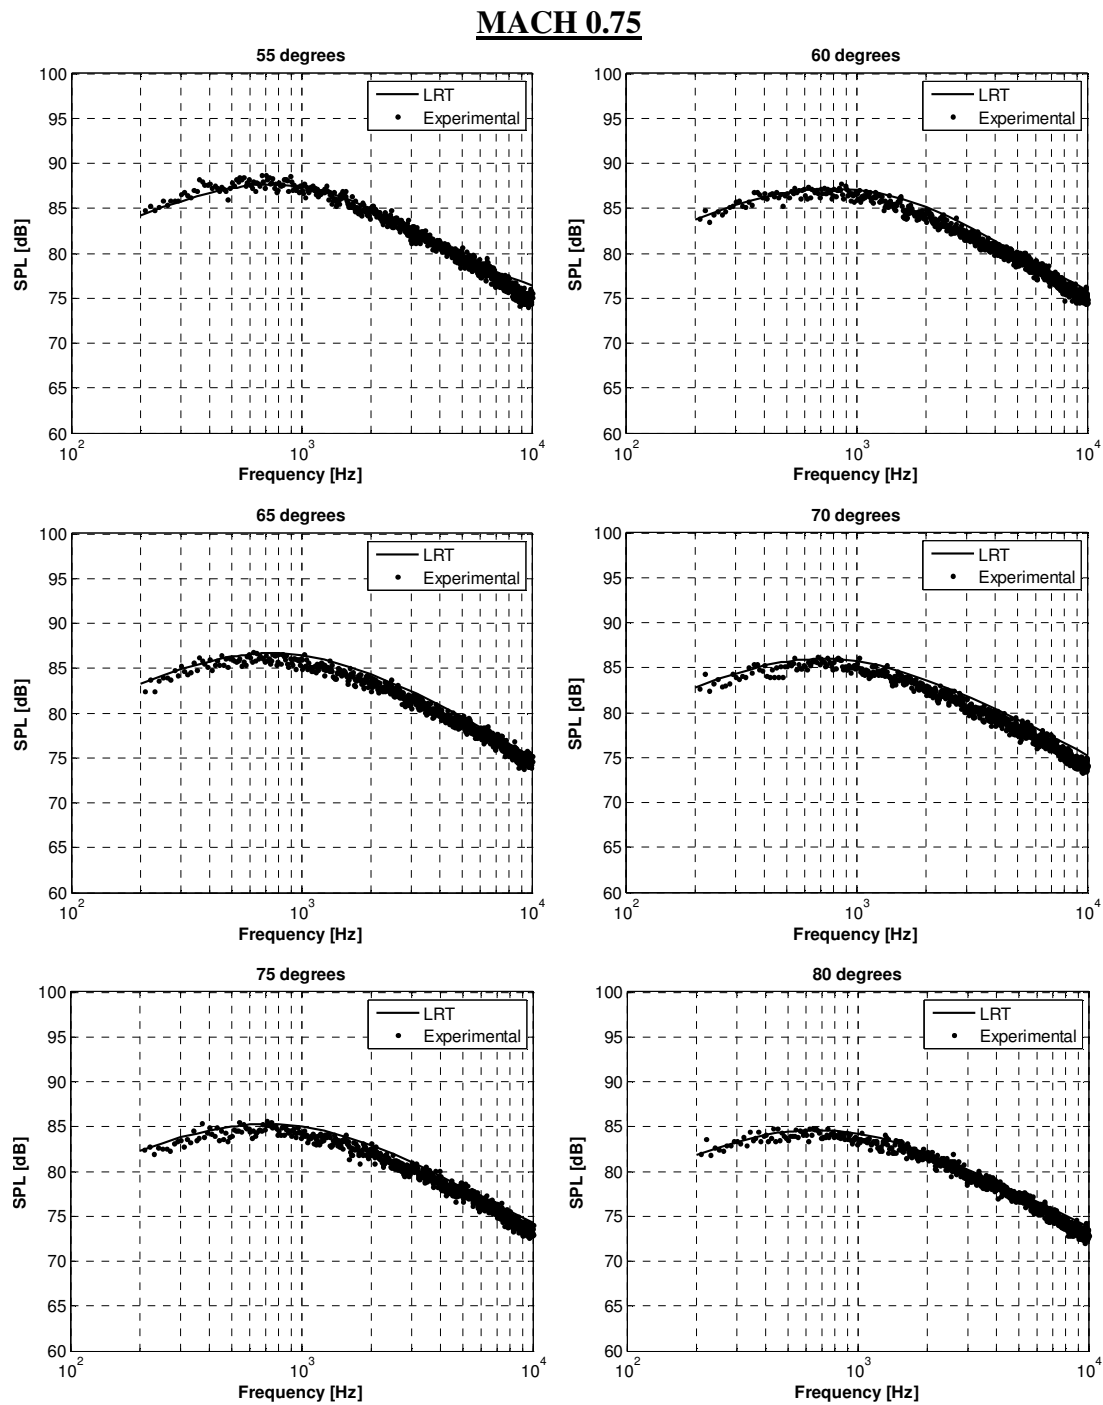 MACH 0.75
55 degrees
100
95
90
85
80
75
70
65
60
SPL [dB]
LRT
Experimental
10^2
10^3
10^4
Frequency [Hz]
60 degrees
100
95
90
85
80
75
70
65
60
SPL [dB]
LRT
Experimental
10^2
10^3
10^4
Frequency [Hz]
65 degrees
100
95
90
85
80
75
70
65
60
SPL [dB]
LRT
Experimental
10^2
10^3
10^4
Frequency [Hz]
70 degrees
100
95
90
85
80
75
70
65
60
SPL [dB]
LRT
Experimental
10^2
10^3
10^4
Frequency [Hz]
75 degrees
100
95
90
85
80
75
70
65
60
SPL [dB]
LRT
Experimental
10^2
10^3
10^4
Frequency [Hz]
80 degrees
100
95
90
85
80
75
70
65
60
SPL [dB]
LRT
Experimental
10^2
10^3
10^4
Frequency [Hz]